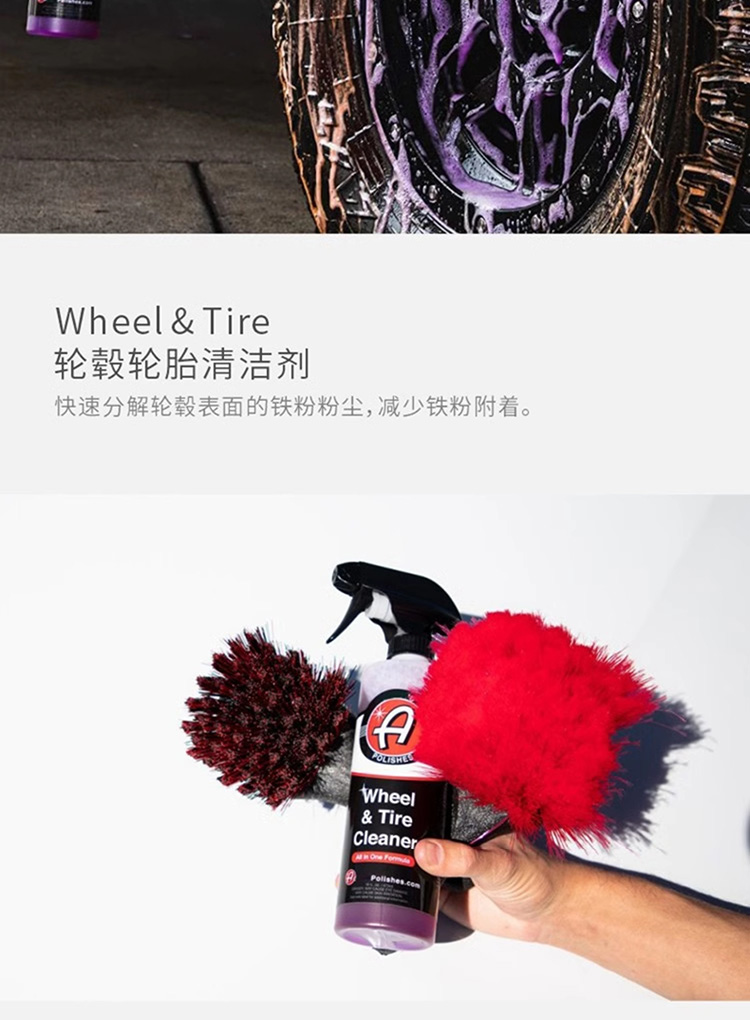 Polishes.com
Wheel & Tire
轮毂轮胎清洁剂
快速分解轮毂表面的铁粉粉尘,减少铁粉附着。
A
POLISHES
Wheel
& Tire
Cleaner
All In One Formula
A
Polishes.com